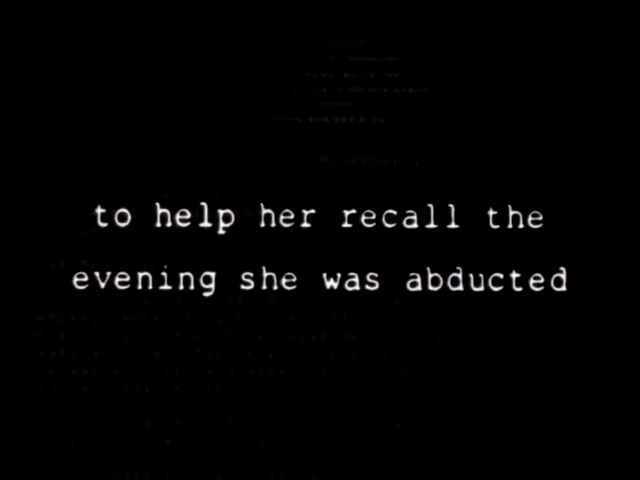 to help her recall the
evening she was abducted